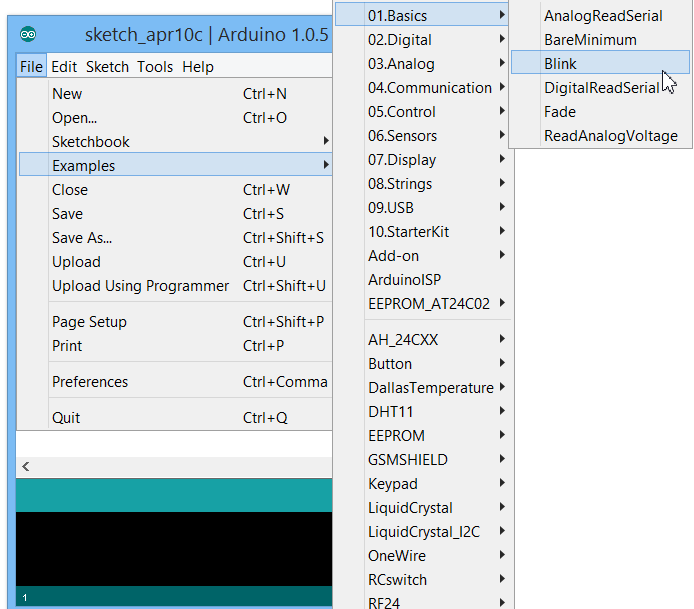 sketch_apr10c | Arduino 1.0.5
File Edit Sketch Tools Help
New Ctrl+N
Open... Ctrl+O
Sketchbook
Examples
Close Ctrl+W
Save Ctrl+S
Save As... Ctrl+Shift+S
Upload Ctrl+U
Upload Using Programmer Ctrl+Shift+U
Page Setup Ctrl+Shift+P
Print Ctrl+P
Preferences Ctrl+Comma
Quit Ctrl+Q
1
01.Basics
02.Digital
03.Analog
04.Communication
05.Control
06.Sensors
07.Display
08.Strings
09.USB
10.StarterKit
Add-on
ArduinoISP
EEPROM_AT24C02
AH_24CXX
Button
DallasTemperature
DHT11
EEPROM
GSMSHIELD
Keypad
LiquidCrystal
LiquidCrystal_I2C
OneWire
RCswitch
RF24
AnalogReadSerial
BareMinimum
Blink
DigitalReadSerial
Fade
ReadAnalogVoltage